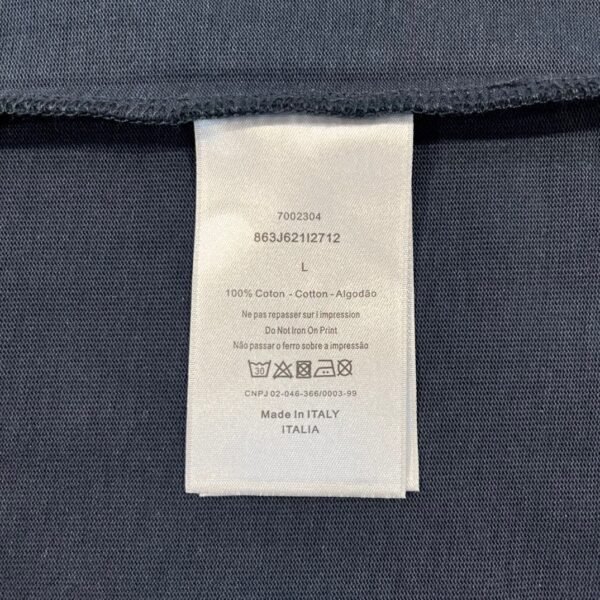 7002304
863J621I2712
L
100% Coton - Cotton - Algodão
Ne pas repasser sur l impression
Do Not Iron On Print
Não passar o ferro sobre a impressão
30
CNPJ 02-046-366/0003-99
Made In ITALY
ITALIA